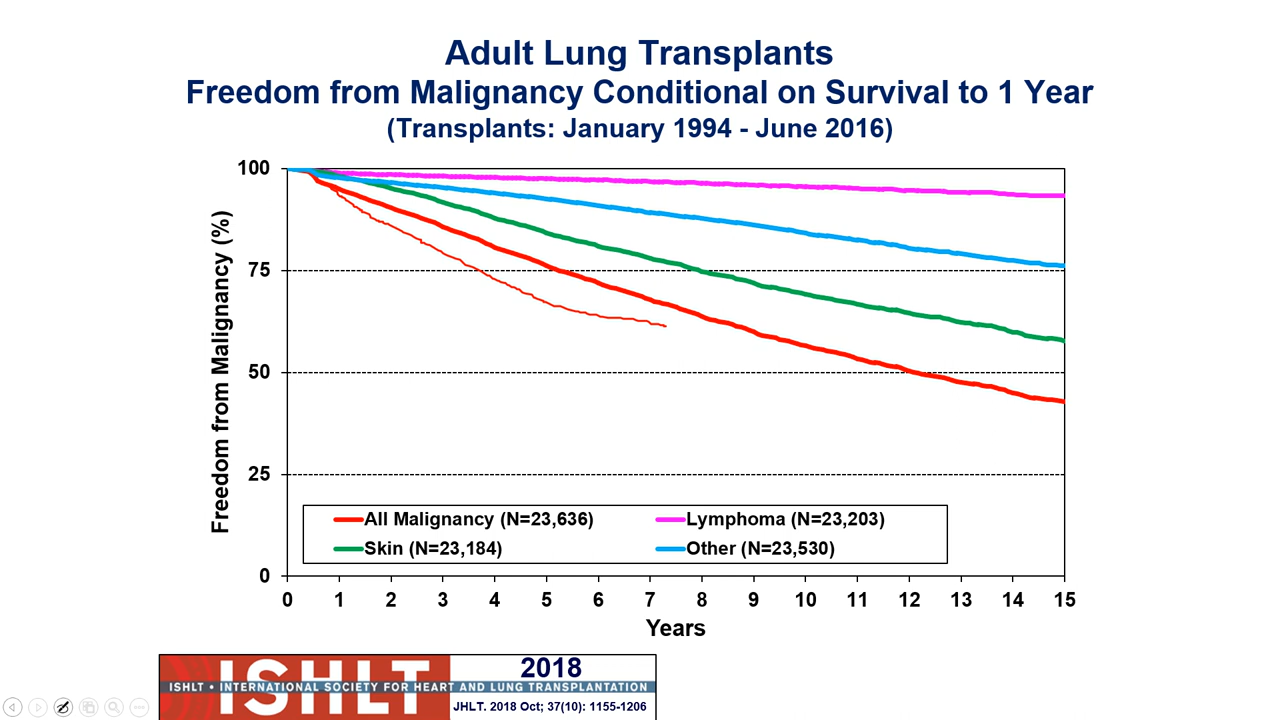 Adult Lung Transplants
Freedom from Malignancy Conditional on Survival to 1 Year
(Transplants: January 1994 - June 2016)
Freedom from Malignancy (%)
100
75
50
25
0
All Malignancy (N=23,636)
Lymphoma (N=23,203)
Skin (N=23,184)
Other (N=23,530)
0 1 2 3 4 5 6 7 8 9 10 11 12 13 14 15
Years
ISHLT
ISHLT • INTERNATIONAL SOCIETY FOR HEART AND LUNG TRANSPLANTATION
2018
JHLT. 2018 Oct; 37(10): 1155-1206